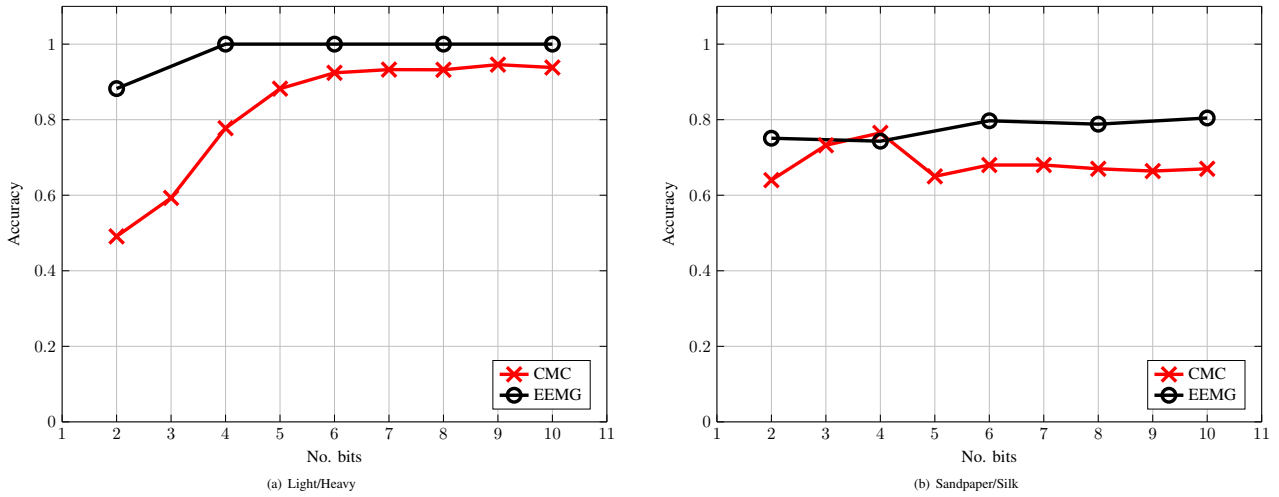 1
0.8
0.6
0.4
0.2
0
Accuracy
1 2 3 4 5 6 7 8 9 10 11
No. bits
CMC
EEMG
(a) Light/Heavy
1
0.8
0.6
0.4
0.2
0
Accuracy
1 2 3 4 5 6 7 8 9 10 11
No. bits
CMC
EEMG
(b) Sandpaper/Silk